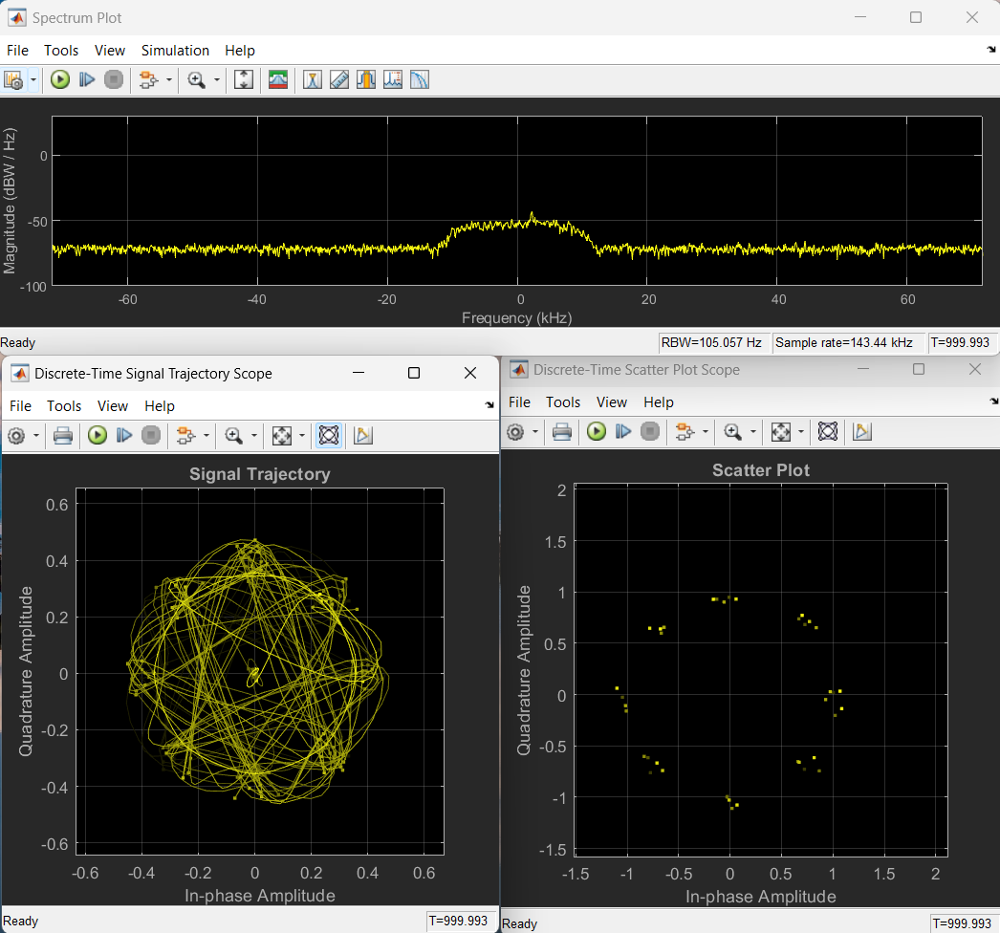 Spectrum Plot
File Tools View Simulation Help
Magnitude (dBW / Hz)
0
-50
-100
-60 -40 -20 0 20 40 60
Frequency (kHz)
Ready RBW=105.057 Hz Sample rate=143.44 kHz T=999.993
Discrete-Time Signal Trajectory Scope
File Tools View Help
Signal Trajectory
Quadrature Amplitude
0.6
0.4
0.2
0
-0.2
-0.4
-0.6
-0.6 -0.4 -0.2 0 0.2 0.4 0.6
In-phase Amplitude
Ready T=999.993
Discrete-Time Scatter Plot Scope
File Tools View Help
Scatter Plot
Quadrature Amplitude
2
1.5
1
0.5
0
-0.5
-1
-1.5
-1.5 -1 -0.5 0 0.5 1 1.5 2
In-phase Amplitude
Ready T=999.993